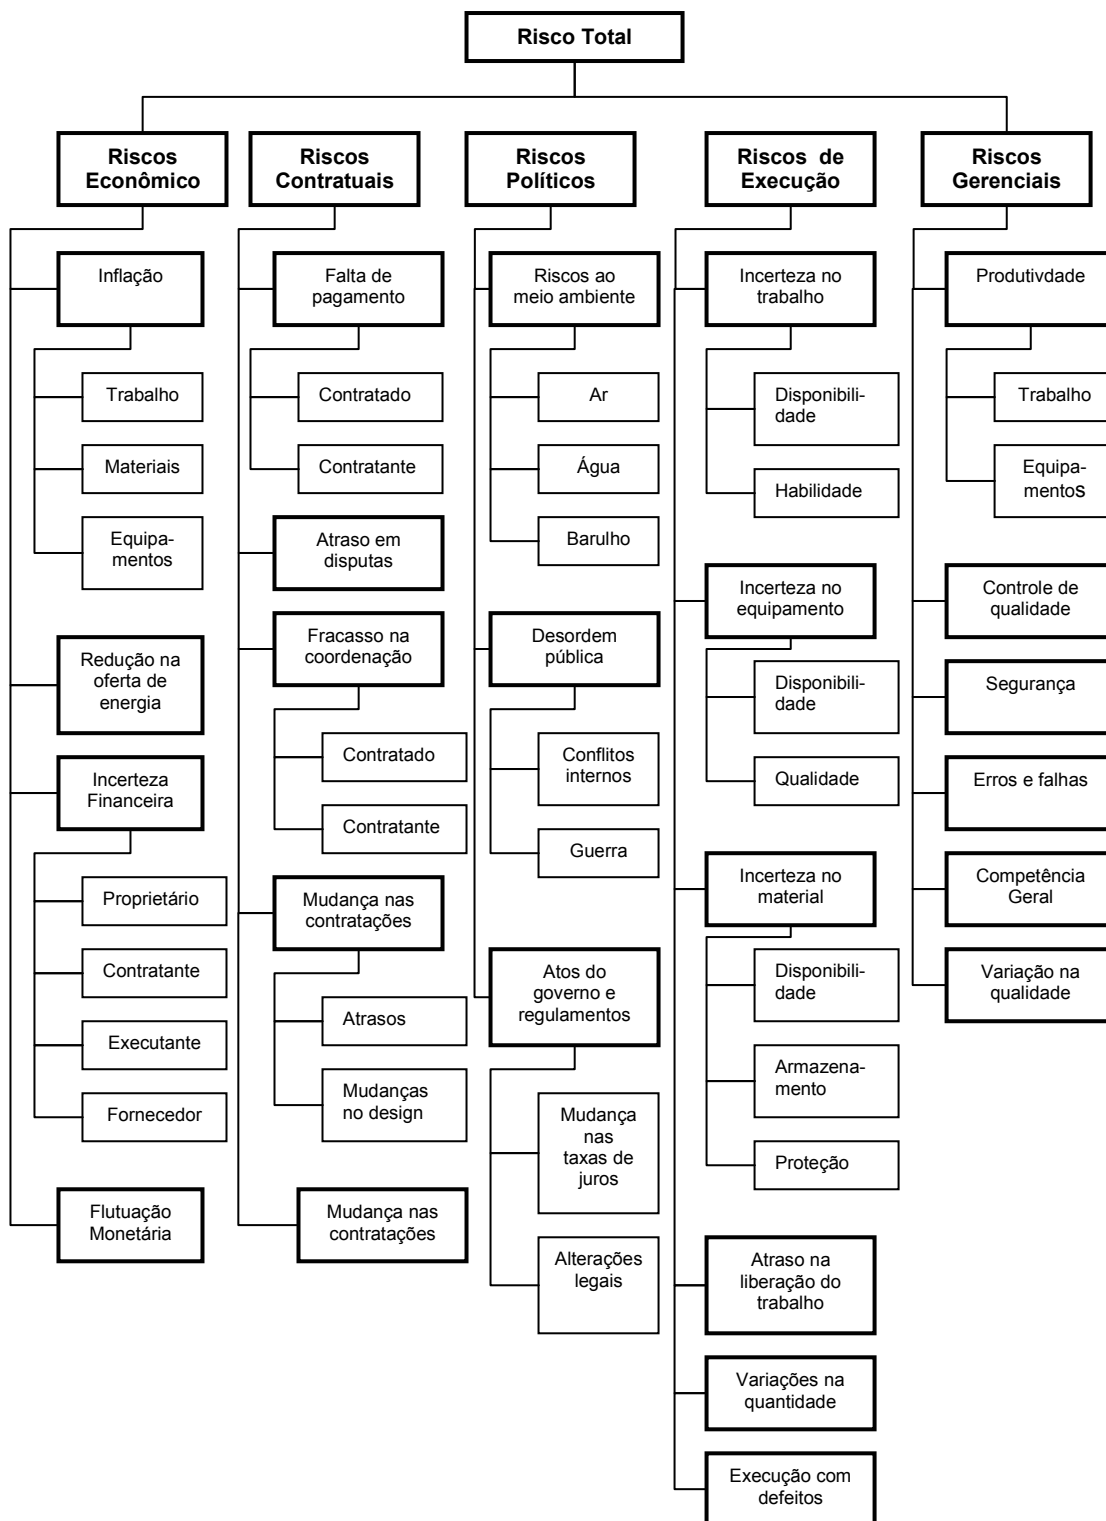 Risco Total
Riscos
Econômico
Inflação
Trabalho
Materiais
Equipa-
mentos
Redução na
oferta de
energia
Incerteza
Financeira
Proprietário
Contratante
Executante
Fornecedor
Flutuação
Monetária
Riscos
Contratuais
Falta de
pagamento
Contratado
Contratante
Atraso em
disputas
Fracasso na
coordenação
Contratado
Contratante
Mudança nas
contratações
Atrasos
Mudanças
no design
Mudança nas
contratações
Riscos
Políticos
Riscos ao
meio ambiente
Ar
Água
Barulho
Desordem
pública
Conflitos
internos
Guerra
Atos do
governo e
regulamentos
Mudança
nas
taxas de
juros
Alterações
legais
Riscos de
Execução
Incerteza no
trabalho
Disponibili-
dade
Habilidade
Incerteza no
equipamento
Disponibili-
dade
Qualidade
Incerteza no
material
Disponibili-
dade
Armazena-
mento
Proteção
Atraso na
liberação do
trabalho
Variações na
quantidade
Execução com
defeitos
Riscos
Gerenciais
Produtivdade
Trabalho
Equipa-
mentos
Controle de
qualidade
Segurança
Erros e falhas
Competência
Geral
Variação na
qualidade